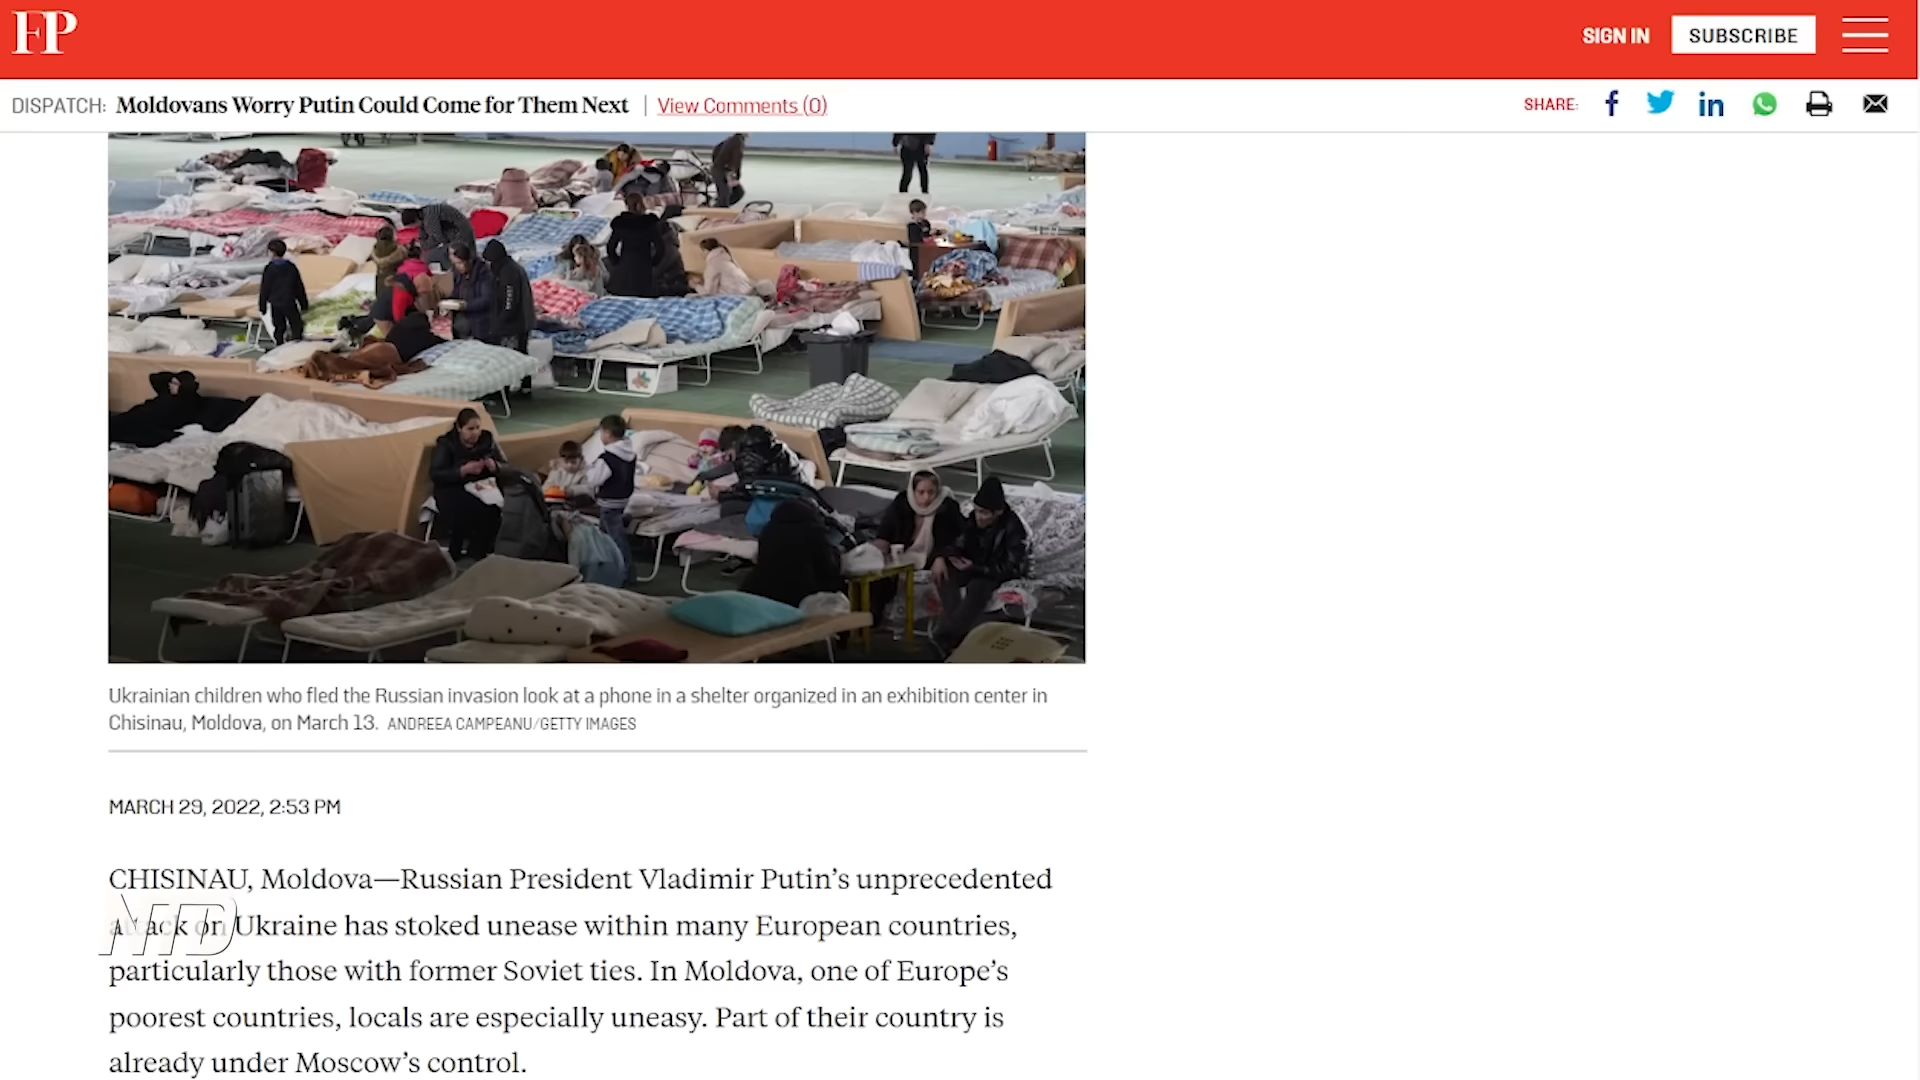 FP
SIGN IN
SUBSCRIBE
DISPATCH: Moldovans Worry Putin Could Come for Them Next | View Comments (0)
SHARE:
Ukrainian children who fled the Russian invasion look at a phone in a shelter organized in an exhibition center in
Chisinau, Moldova, on March 13. ANDREEA CAMPEANU/GETTY IMAGES
MARCH 29, 2022, 2:53 PM
CHISINAU, Moldova—Russian President Vladimir Putin’s unprecedented
attack on Ukraine has stoked unease within many European countries,
NTD
particularly those with former Soviet ties. In Moldova, one of Europe’s
poorest countries, locals are especially uneasy. Part of their country is
already under Moscow’s control.